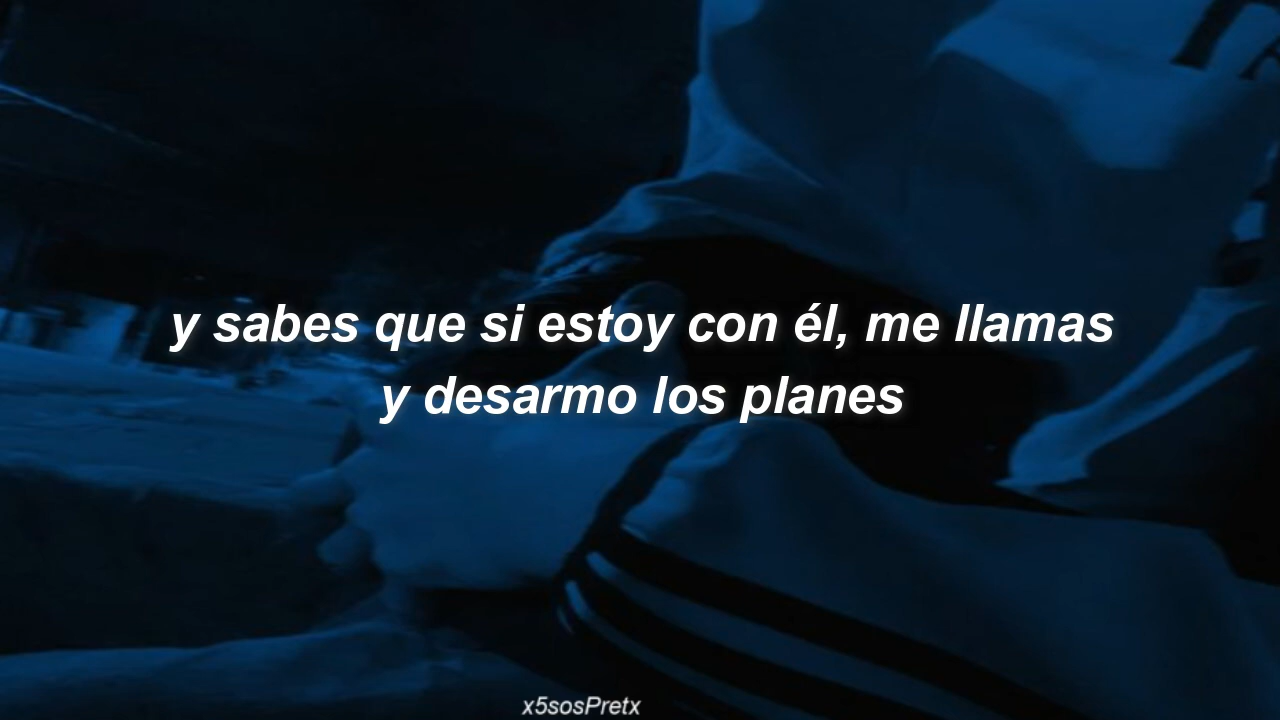 y sabes que si estoy con él, me llamas
y desarmo los planes
x5sosPretx